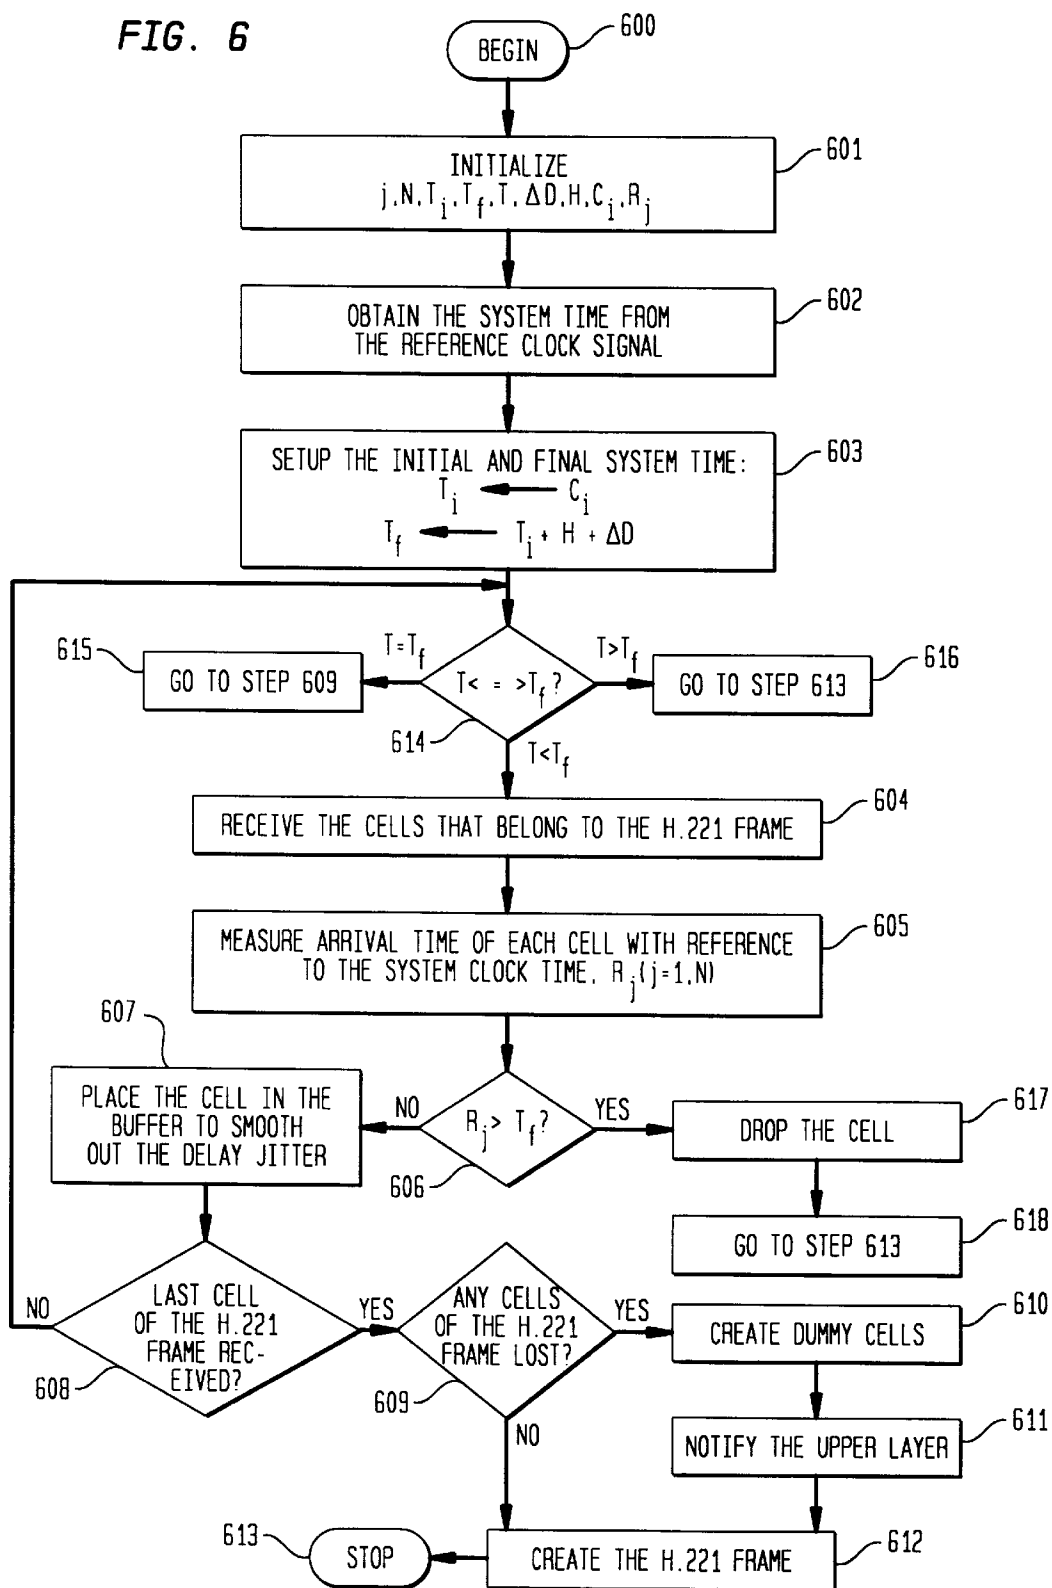 FIG. 6
BEGIN
600
INITIALIZE
j,N,T_i,T_f,T,ΔD,H,C_i,R_j
601
OBTAIN THE SYSTEM TIME FROM
THE REFERENCE CLOCK SIGNAL
602
SETUP THE INITIAL AND FINAL SYSTEM TIME:
T_i ← C_i
T_f ← T_i + H + ΔD
603
615
GO TO STEP 609
T=T_f
T< = >T_f?
614
T>T_f
GO TO STEP 613
616
T<T_f
RECEIVE THE CELLS THAT BELONG TO THE H.221 FRAME
604
MEASURE ARRIVAL TIME OF EACH CELL WITH REFERENCE
TO THE SYSTEM CLOCK TIME, R_j(j=1,N)
605
607
PLACE THE CELL IN THE
BUFFER TO SMOOTH
OUT THE DELAY JITTER
NO
R_j> T_f?
606
YES
DROP THE CELL
617
GO TO STEP 613
618
NO
LAST CELL
OF THE H.221
FRAME REC-
EIVED?
608
YES
ANY CELLS
OF THE H.221
FRAME LOST?
609
YES
CREATE DUMMY CELLS
610
NOTIFY THE UPPER LAYER
611
NO
613
STOP
CREATE THE H.221 FRAME
612